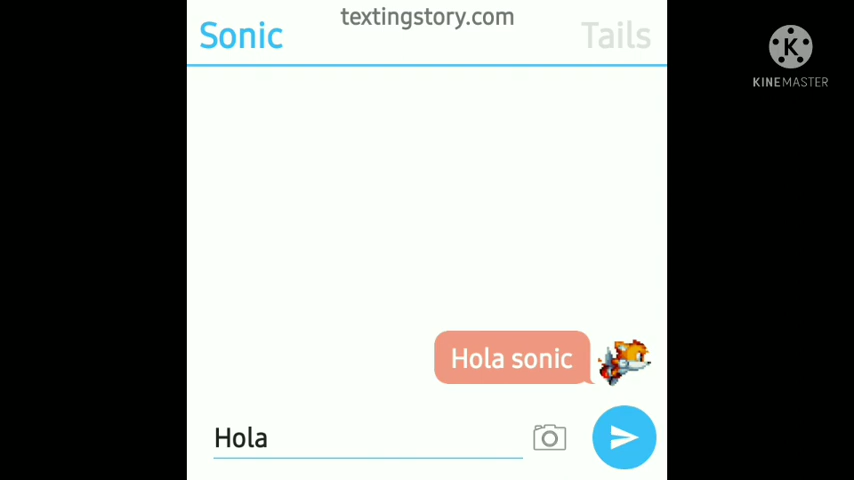 textingstory.com
Sonic
Tails
K
KINEMASTER
Hola sonic
Hola